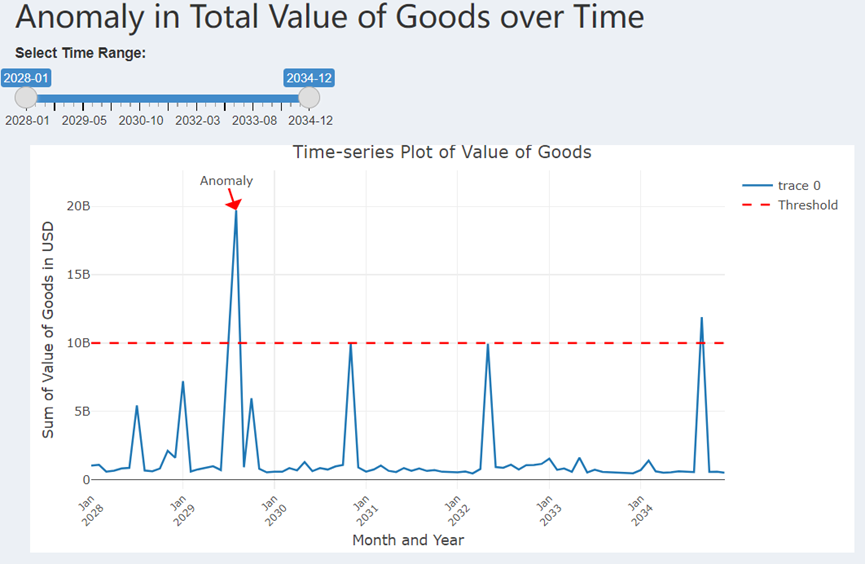 Anomaly in Total Value of Goods over Time
Select Time Range:
2028-01 2034-12
2028-01 2029-05 2030-10 2032-03 2033-08 2034-12
Time-series Plot of Value of Goods
Anomaly
trace 0
Threshold
20B
15B
10B
5B
0
Sum of Value of Goods in USD
Jan 2028
Jan 2029
Jan 2030
Jan 2031
Jan 2032
Jan 2033
Jan 2034
Month and Year